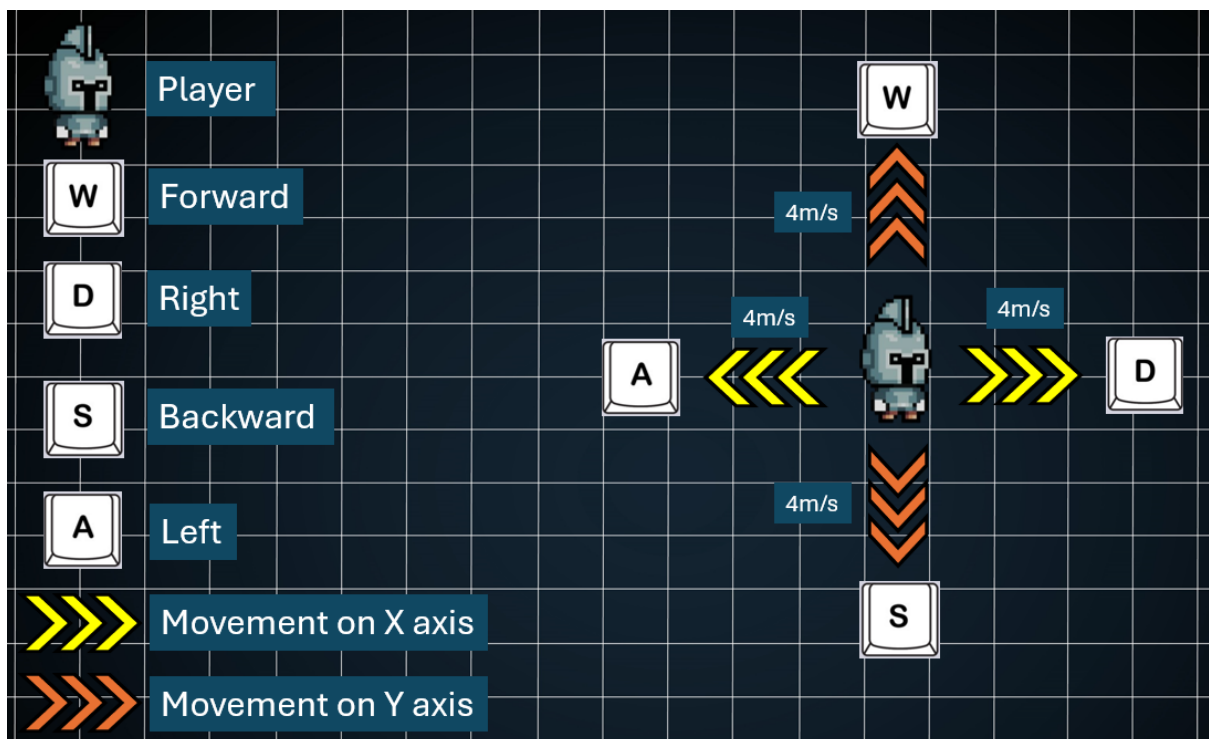 Player
W
Forward
D
Right
S
Backward
A
Left
Movement on X axis
Movement on Y axis
W
4m/s
4m/s
4m/s
A
D
4m/s
S